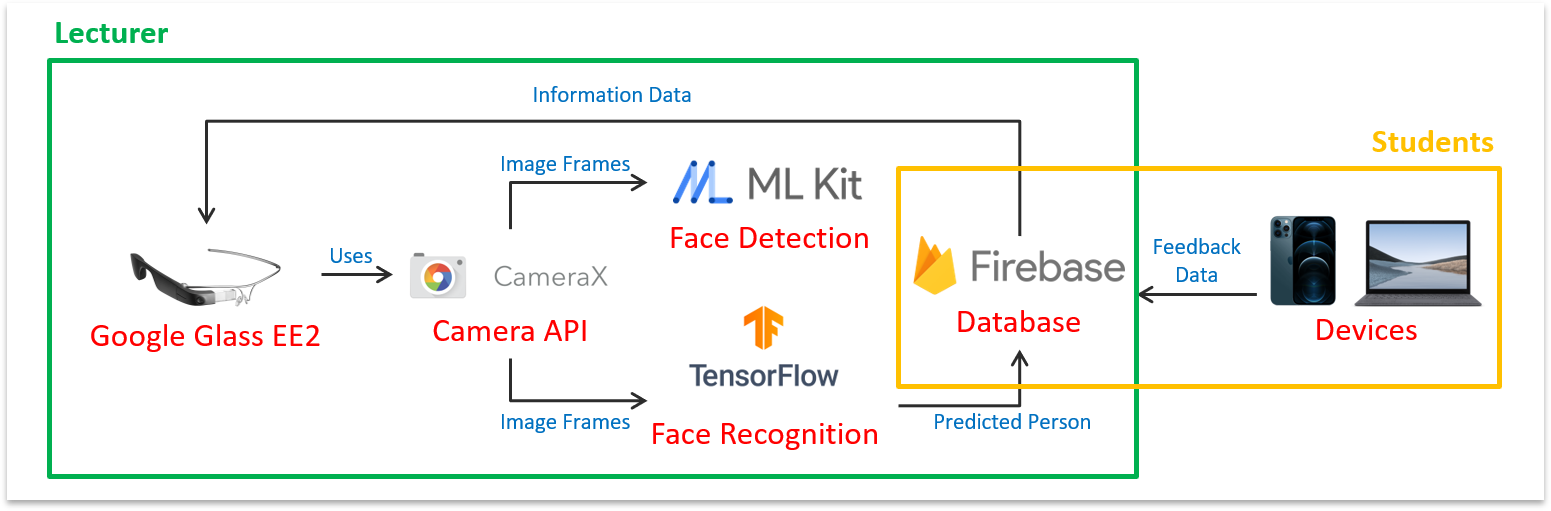 Lecturer
Information Data
Students
Image Frames
ML Kit
Face Detection
Uses
CameraX
Firebase
Feedback
Data
Google Glass EE2
Camera API
Database
Devices
TensorFlow
Image Frames
Face Recognition
Predicted Person